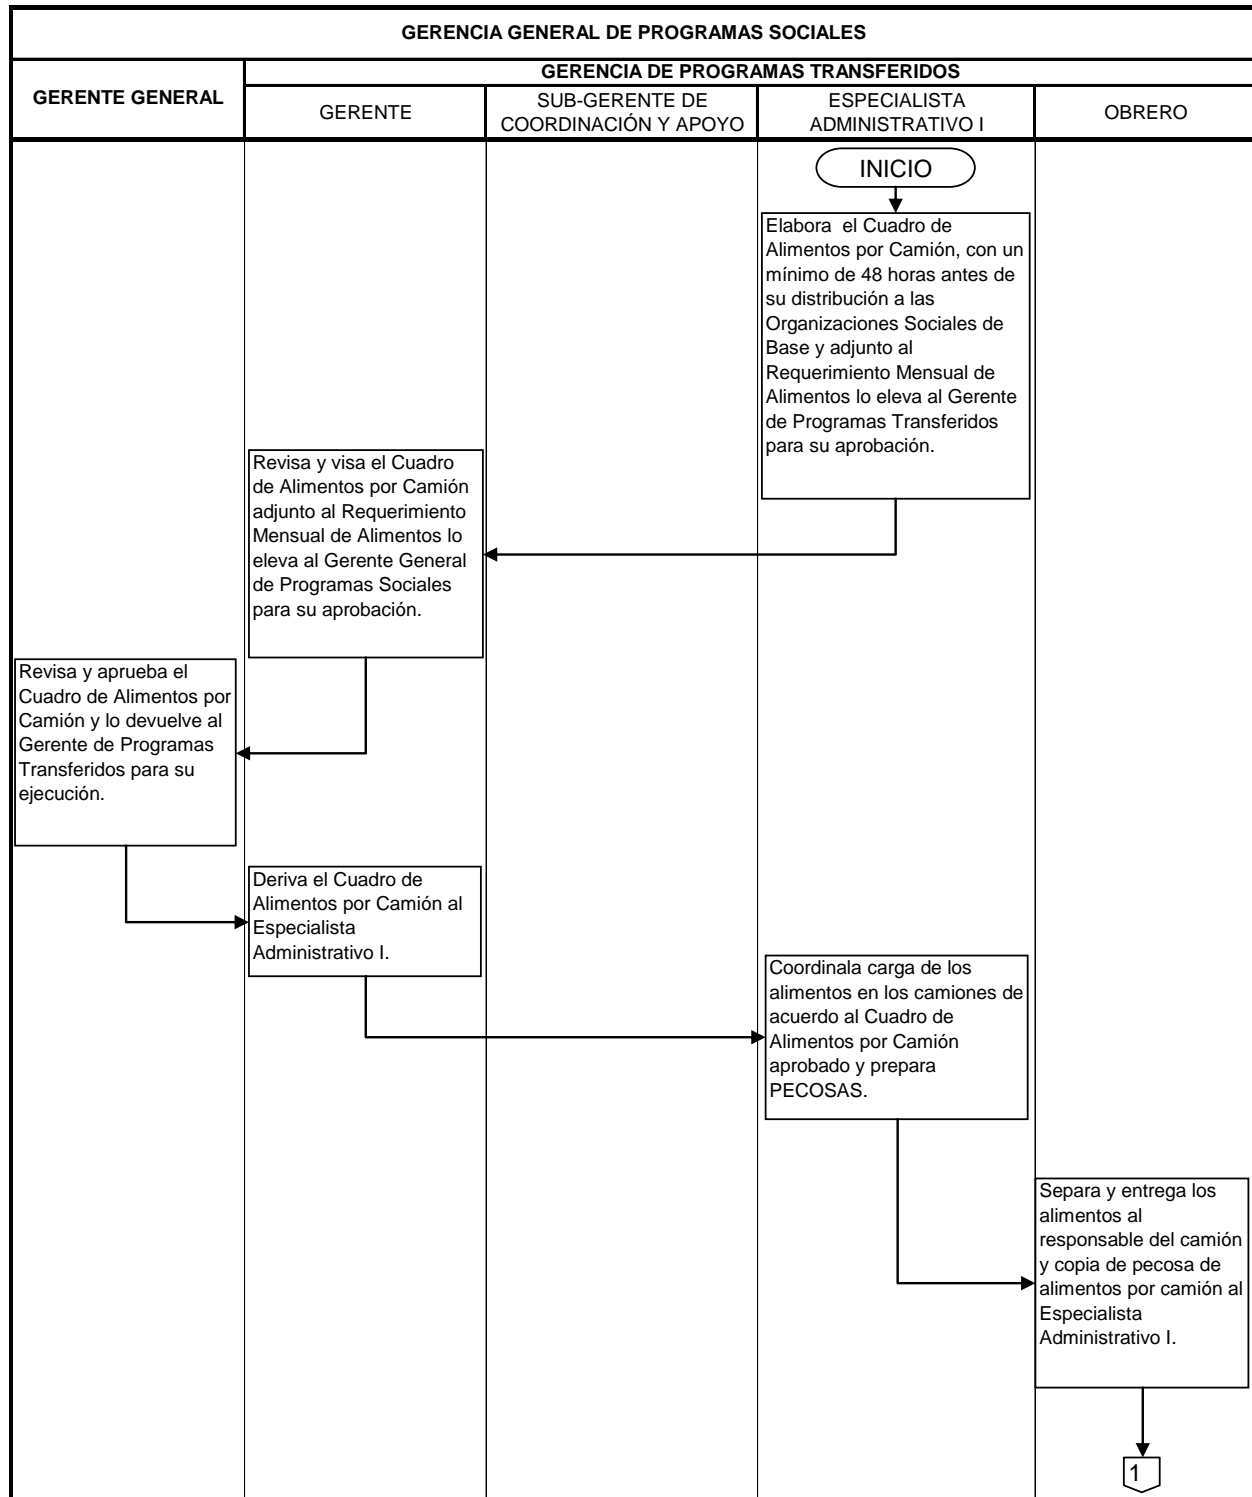 GERENCIA GENERAL DE PROGRAMAS SOCIALES
GERENTE GENERAL
GERENCIA DE PROGRAMAS TRANSFERIDOS
GERENTE
SUB-GERENTE DE
COORDINACIÓN Y APOYO
ESPECIALISTA
ADMINISTRATIVO I
OBRERO
INICIO
Elabora el Cuadro de
Alimentos por Camión, con un
mínimo de 48 horas antes de
su distribución a las
Organizaciones Sociales de
Base y adjunto al
Requerimiento Mensual de
Alimentos lo eleva al Gerente
de Programas Transferidos
para su aprobación.
Revisa y visa el Cuadro
de Alimentos por Camión
adjunto al Requerimiento
Mensual de Alimentos lo
eleva al Gerente General
de Programas Sociales
para su aprobación.
Revisa y aprueba el
Cuadro de Alimentos por
Camión y lo devuelve al
Gerente de Programas
Transferidos para su
ejecución.
Deriva el Cuadro de
Alimentos por Camión al
Especialista
Administrativo I.
Coordinala carga de los
alimentos en los camiones de
acuerdo al Cuadro de
Alimentos por Camión
aprobado y prepara
PECOSAS.
Separa y entrega los
alimentos al
responsable del camión
y copia de pecosa de
alimentos por camión al
Especialista
Administrativo I.
1